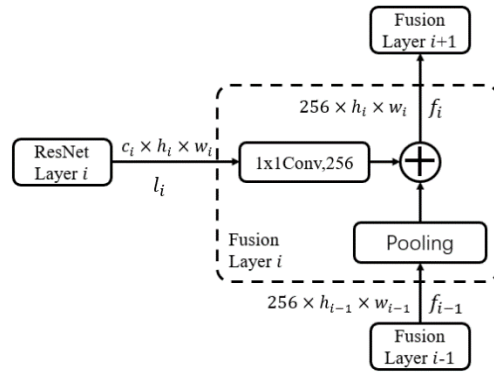 Fusion
Layer i+1
256 × h_i × w_i
f_i
c_i × h_i × w_i
ResNet
Layer i
l_i
1x1Conv,256
Pooling
Fusion
Layer i
256 × h_{i−1} × w_{i−1}
f_{i−1}
Fusion
Layer i-1